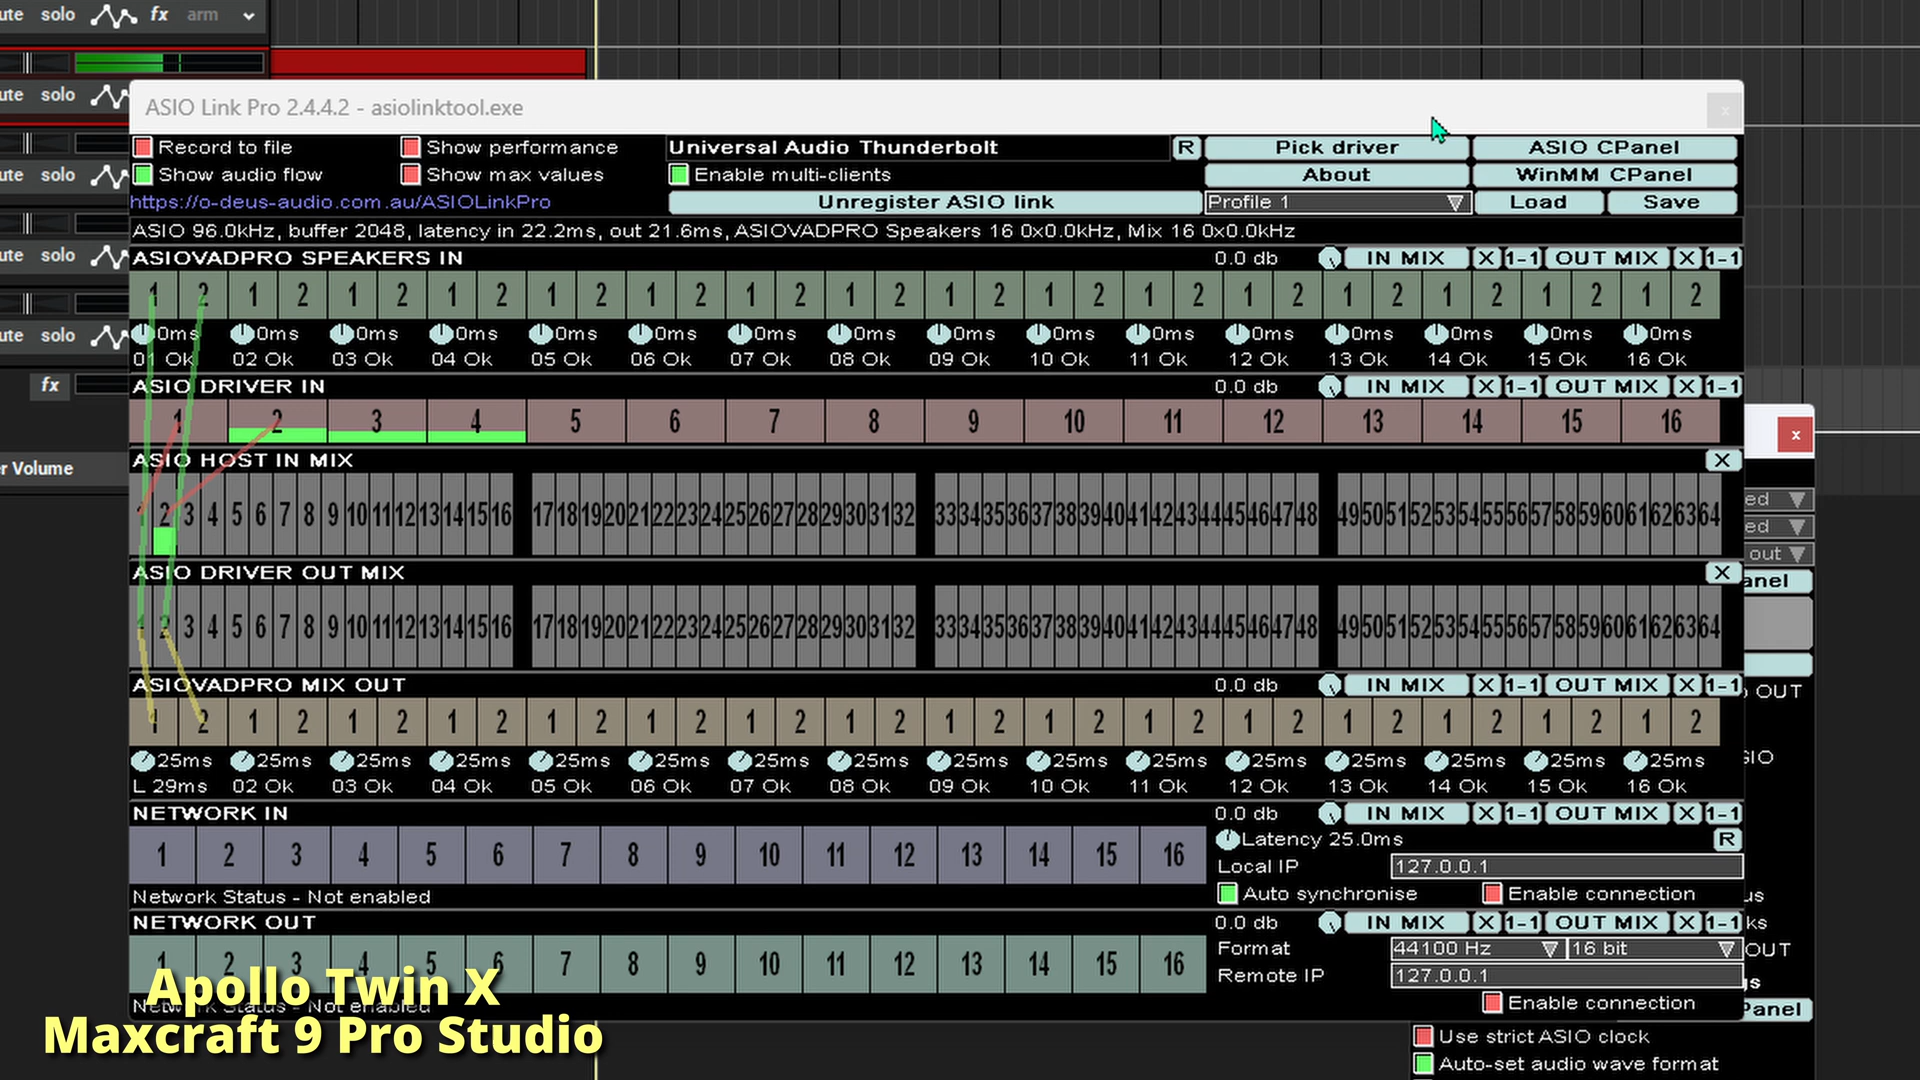 ute solo fx arm
ute solo
ute solo
ute solo
ute solo
fx
r Volume
ASIO Link Pro 2.4.4.2 - asiolinktool.exe
x
Record to file Show performance Universal Audio Thunderbolt R Pick driver ASIO CPanel
Show audio flow Show max values Enable multi-clients About WinMM CPanel
https://o-deus-audio.com.au/ASIOLinkPro Unregister ASIO link Profile 1 Load Save
ASIO 96.0kHz, buffer 2048, latency in 22.2ms, out 21.6ms, ASIOVADPRO Speakers 16 0x0.0kHz, Mix 16 0x0.0kHz
ASIOVADPRO SPEAKERS IN 0.0 db IN MIX X 1-1 OUT MIX X 1-1
1 2 1 2 1 2 1 2 1 2 1 2 1 2 1 2 1 2 1 2 1 2 1 2 1 2 1 2 1 2 1 2
0ms 0ms 0ms 0ms 0ms 0ms 0ms 0ms 0ms 0ms 0ms 0ms 0ms 0ms 0ms 0ms
01 Ok 02 Ok 03 Ok 04 Ok 05 Ok 06 Ok 07 Ok 08 Ok 09 Ok 10 Ok 11 Ok 12 Ok 13 Ok 14 Ok 15 Ok 16 Ok
ASIO DRIVER IN 0.0 db IN MIX X 1-1 OUT MIX X 1-1
1 2 3 4 5 6 7 8 9 10 11 12 13 14 15 16
ASIO HOST IN MIX X
1 2 3 4 5 6 7 8 9 10 11 12 13 14 15 16 17 18 19 20 21 22 23 24 25 26 27 28 29 30 31 32 33 34 35 36 37 38 39 40 41 42 43 44 45 46 47 48 49 50 51 52 53 54 55 56 57 58 59 60 61 62 63 64
ASIO DRIVER OUT MIX X
1 2 3 4 5 6 7 8 9 10 11 12 13 14 15 16 17 18 19 20 21 22 23 24 25 26 27 28 29 30 31 32 33 34 35 36 37 38 39 40 41 42 43 44 45 46 47 48 49 50 51 52 53 54 55 56 57 58 59 60 61 62 63 64
ASIOVADPRO MIX OUT 0.0 db IN MIX X 1-1 OUT MIX X 1-1
1 2 1 2 1 2 1 2 1 2 1 2 1 2 1 2 1 2 1 2 1 2 1 2 1 2 1 2 1 2 1 2
25ms 25ms 25ms 25ms 25ms 25ms 25ms 25ms 25ms 25ms 25ms 25ms 25ms 25ms 25ms 25ms
L 29ms 02 Ok 03 Ok 04 Ok 05 Ok 06 Ok 07 Ok 08 Ok 09 Ok 10 Ok 11 Ok 12 Ok 13 Ok 14 Ok 15 Ok 16 Ok
NETWORK IN 0.0 db IN MIX X 1-1 OUT MIX X 1-1
1 2 3 4 5 6 7 8 9 10 11 12 13 14 15 16
Latency 25.0ms R
Local IP 127.0.0.1
Network Status - Not enabled Auto synchronise Enable connection
NETWORK OUT 0.0 db IN MIX X 1-1 OUT MIX X 1-1
1 2 3 4 5 6 7 8 9 10 11 12 13 14 15 16
Format 44100 Hz 16 bit
Remote IP 127.0.0.1
Network Status - Not enabled Enable connection
x
ed
ed
out
anel
OUT
IO
us
ks
OUT
gs
Panel
Use strict ASIO clock
Auto-set audio wave format
Apollo Twin X
Maxcraft 9 Pro Studio